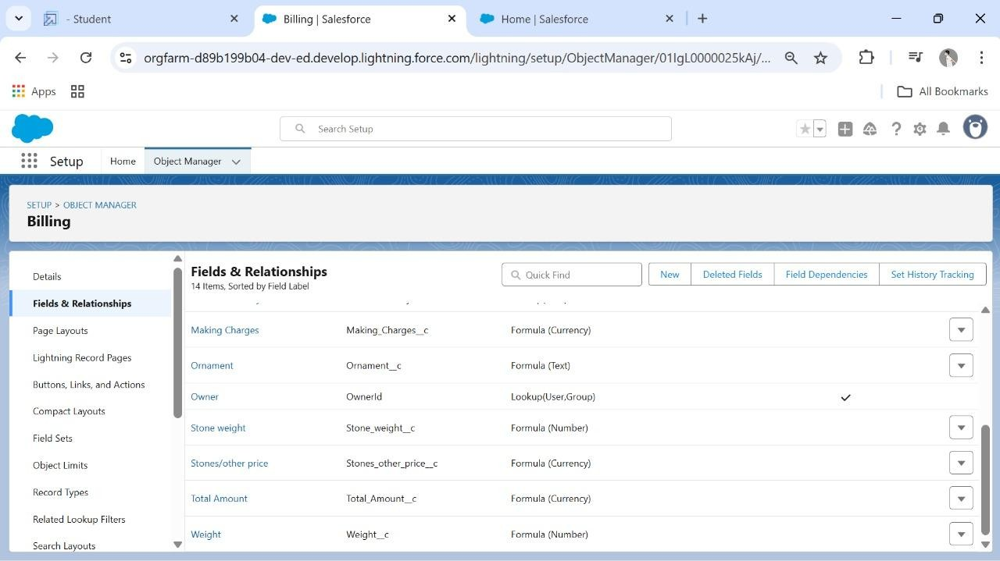 - Student
Billing | Salesforce
Home | Salesforce
orgfarm-d89b199b04-dev-ed.develop.lightning.force.com/lightning/setup/ObjectManager/01IgL0000025kAj/...
Apps
All Bookmarks
Search Setup
Setup
Home
Object Manager
SETUP > OBJECT MANAGER
Billing
Details
Fields & Relationships
Page Layouts
Lightning Record Pages
Buttons, Links, and Actions
Compact Layouts
Field Sets
Object Limits
Record Types
Related Lookup Filters
Search Layouts
Fields & Relationships
14 Items, Sorted by Field Label
Quick Find
New
Deleted Fields
Field Dependencies
Set History Tracking
Making Charges Making_Charges__c Formula (Currency)
Ornament Ornament__c Formula (Text)
Owner OwnerId Lookup(User,Group)
Stone weight Stone_weight__c Formula (Number)
Stones/other price Stones_other_price__c Formula (Currency)
Total Amount Total_Amount__c Formula (Currency)
Weight Weight__c Formula (Number)